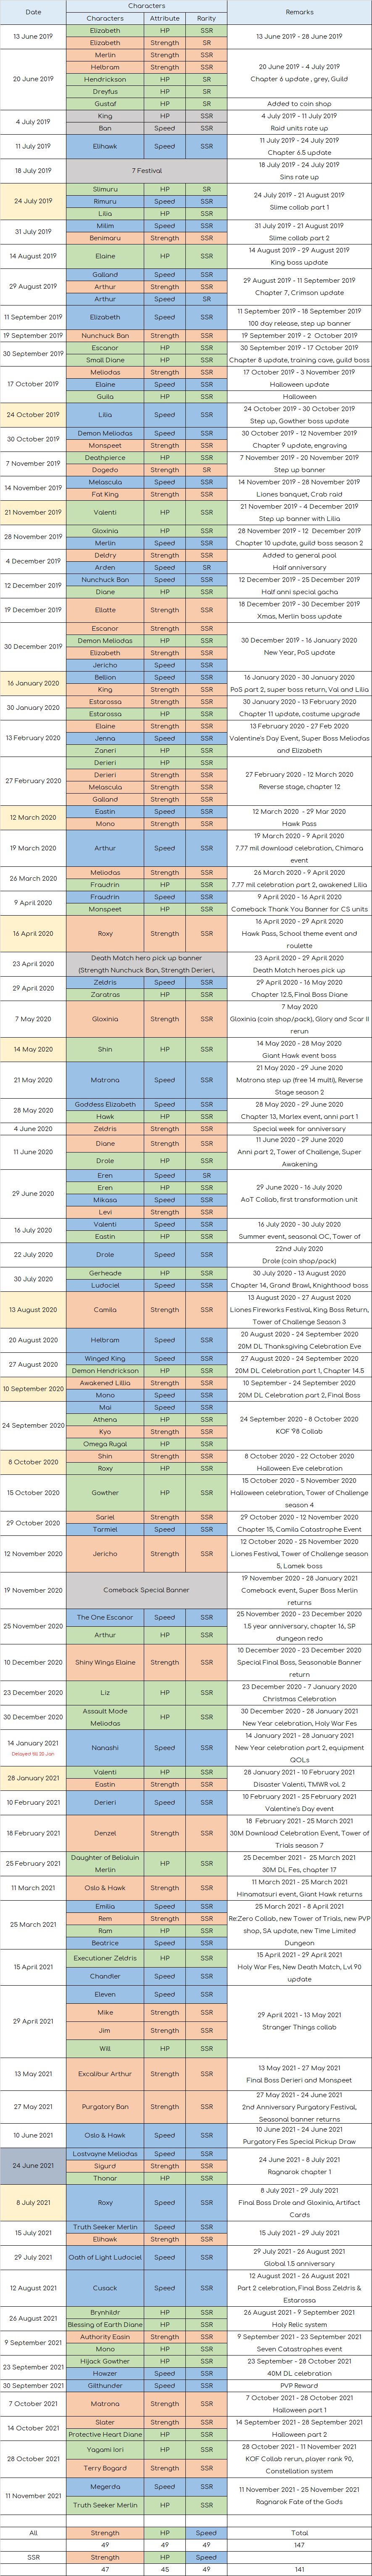 Date Characters Remarks
Characters Attribute Rarity
13 June 2019 Elizabeth HP SSR 13 June 2019 - 28 June 2019
Elizabeth Strength SR
20 June 2019 Merlin Strength SSR 20 June 2019 - 4 July 2019
Helbram Strength SSR Chapter 6 update , grey, Guild
Hendrickson HP SR
Dreyfus HP SR
Gustaf HP SR Added to coin shop
4 July 2019 King HP SSR 4 July 2019 - 11 July 2019
Ban Speed SSR Raid units rate up
11 July 2019 Elihawk Speed SSR 11 July 2019 - 24 July 2019
Chapter 6.5 update
18 July 2019 7 Festival 18 July 2019 - 24 July 2019
Sins rate up
24 July 2019 Slimuru HP SR 24 July 2019 - 21 August 2019
Rimuru Speed SSR Slime collab part 1
Lilia HP SSR
31 July 2019 Milim Speed SSR 31 July 2019 - 21 August 2019
Benimaru Strength SSR Slime collab part 2
14 August 2019 Elaine HP SSR 14 August 2019 - 29 August 2019
King boss update
29 August 2019 Galland Speed SSR 29 August 2019 - 11 September 2019
Arthur Strength SSR Chapter 7, Crimson update
Arthur Speed SR
11 September 2019 Elizabeth Speed SSR 11 September 2019 - 18 September 2019
100 day release, step up banner
19 September 2019 Nunchuck Ban Strength SSR 19 September 2019 - 2 October 2019
30 September 2019 Escanor HP SSR 30 September 2019 - 17 October 2019
Small Diane HP SSR Chapter 8 update, training cave, guild boss
17 October 2019 Meliodas Strength SSR 17 October 2019 - 3 November 2019
Elaine Speed SSR Halloween update
Guila HP SSR Halloween
24 October 2019 Lilia Speed SSR 24 October 2019 - 30 October 2019
Step up, Gowther boss update
30 October 2019 Demon Meliodas Speed SSR 30 October 2019 - 12 November 2019
Monspeet Strength SSR Chapter 9 update, engraving
7 November 2019 Deathpierce HP SSR 7 November 2019 - 20 November 2019
Dogedo Strength SR Step up banner
14 November 2019 Melascula Speed SSR 14 November 2019 - 28 November 2019
Fat King Strength SSR Liones banquet, Crab raid
21 November 2019 Valenti HP SSR 21 November 2019 - 4 December 2019
Step up banner with Lilia
28 November 2019 Gloxinia HP SSR 28 November 2019 - 12 December 2019
Merlin Speed SSR Chapter 10 update, guild boss season 2
4 December 2019 Deldry Strength SSR Added to general pool
Arden Speed SR Half anniversary
12 December 2019 Nunchuck Ban Speed SSR 12 December 2019 - 25 December 2019
Diane HP SSR Half anni special gacha
19 December 2019 Ellatte Strength SSR 18 December 2019 - 30 December 2019
Xmas, Merlin boss update
30 December 2019 Escanor Strength SSR 30 December 2019 - 16 January 2020
Demon Meliodas HP SSR New Year, PoS update
Elizabeth Strength SSR
Jericho Speed SSR
16 January 2020 Bellion Speed SSR 16 January 2020 - 30 January 2020
King Strength SSR PoS part 2, super boss return, Val and Lilia
30 January 2020 Estarossa Strength SSR 30 January 2020 - 13 February 2020
Estarossa HP SSR Chapter 11 update, costume upgrade
13 February 2020 Elaine Strength SSR 13 February 2020 - 27 Feb 2020
Jenna Speed SSR Valentine's Day Event, Super Boss Meliodas
Zaneri HP SSR and Elizabeth
27 February 2020 Derieri HP SSR 27 February 2020 - 12 March 2020
Derieri Strength SSR Reverse stage, chapter 12
Melascula Strength SSR
Galland Strength SSR
12 March 2020 Eastin Speed SSR 12 March 2020 - 29 Mar 2020
Mono Strength SSR Hawk Pass
19 March 2020 Arthur Speed SSR 19 March 2020 - 9 April 2020
7.77 mil download celebration, Chimara
event
26 March 2020 Meliodas Strength SSR 26 March 2020 - 9 April 2020
Fraudrin HP SSR 7.77 mil celebration part 2, awakened Lilia
9 April 2020 Fraudrin Speed SSR 9 April 2020 - 16 April 2020
Monspeet HP SSR Comeback Thank You Banner for CS units
16 April 2020 Roxy Strength SSR 16 April 2020 - 29 April 2020
Hawk Pass, School theme event and
roulette
23 April 2020 Death Match hero pick up banner 23 April 2020 - 29 April 2020
(Strength Nunchuck Ban, Strength Derieri, Death Match heroes pick up
29 April 2020 Zeldris Speed SSR 29 April 2020 - 16 May 2020
Zaratras HP SSR Chapter 12.5, Final Boss Diane
7 May 2020 Gloxinia Strength SSR 7 May 2020
Gloxinia (coin shop/pack), Glory and Scar II
rerun
14 May 2020 Shin HP SSR 14 May 2020 - 28 May 2020
Giant Hawk event boss
21 May 2020 Matrona Speed SSR 21 May 2020 - 29 June 2020
Matrona step up (free 14 multi), Reverse
Stage season 2
28 May 2020 Goddess Elizabeth Speed SSR 28 May 2020 - 29 June 2020
Hawk HP SSR Chapter 13, Marlex event, anni part 1
4 June 2020 Zeldris Strength SSR Special week for anniversary
11 June 2020 Diane Strength SSR 11 June 2020 - 29 June 2020
Drole HP SSR Anni part 2, Tower of Challenge, Super
Awakening
29 June 2020 Eren Speed SR 29 June 2020 - 16 July 2020
Eren HP SSR AoT Collab, first transformation unit
Mikasa Speed SSR
Levi Strength SSR
16 July 2020 Valenti Speed SSR 16 July 2020 - 30 July 2020
Eastin HP SSR Summer event, seasonal OC, Tower of
22 July 2020 Drole Speed SSR 22nd July 2020
Drole (coin shop/pack)
30 July 2020 Gerheade HP SSR 30 July 2020 - 13 August 2020
Ludociel Speed SSR Chapter 14, Grand Brawl, Knighthood boss
13 August 2020 Camila Strength SSR 13 August 2020 - 27 August 2020
Liones Fireworks Festival, King Boss Return,
Tower of Challenge Season 3
20 August 2020 Helbram Speed SSR 20 August 2020 - 24 September 2020
20M DL Thanksgiving Celebration Eve
27 August 2020 Winged King Speed SSR 27 August 2020 - 24 September 2020
Demon Hendrickson HP SSR 20M DL Celebration part 1, Chapter 14.5
10 September 2020 Awakened Lillia Strength SSR 10 September - 24 September 2020
Mono Speed SSR 20M DL Celebration part 2, Final Boss
24 September 2020 Mai Speed SSR 24 September 2020 - 8 October 2020
Athena HP SSR KOF '98 Collab
Kyo Strength SSR
Omega Rugal HP SSR
8 October 2020 Shin Strength SSR 8 October 2020 - 22 October 2020
Roxy HP SSR Halloween Eve celebration
15 October 2020 Gowther HP SSR 15 October 2020 - 5 November 2020
Halloween celebration, Tower of Challenge
season 4
29 October 2020 Sariel Strength SSR 29 October 2020 - 12 November 2020
Tarmiel Speed SSR Chapter 15, Camila Catastrophe Event
12 November 2020 Jericho Strength SSR 12 October 2020 - 25 November 2020
Liones Festival, Tower of Challenge season
5, Lamek boss
19 November 2020 Comeback Special Banner 19 November 2020 - 28 January 2021
Comeback event, Super Boss Merlin
returns
25 November 2020 The One Escanor Speed SSR 25 November 2020 - 23 December 2020
Arthur HP SSR 1.5 year anniversary, chapter 16, SP
dungeon redo
10 December 2020 Shiny Wings Elaine Strength SSR 10 December 2020 - 23 December 2020
Special Final Boss, Seasonable Banner
return
23 December 2020 Liz HP SSR 23 December 2020 - 7 January 2020
Christmas Celebration
30 December 2020 Assault Mode HP SSR 30 December 2020 - 28 January 2021
Meliodas New Year celebration, Holy War Fes
14 January 2021 Nanashi Speed SSR 14 January 2021 - 28 January 2021
Delayed till 20 Jan New Year celebration part 2, equipment
QOLs
28 January 2021 Valenti HP SSR 28 January 2021 - 10 February 2021
Eastin Strength SSR Disaster Valenti, TMWR vol. 2
10 February 2021 Derieri Speed SSR 10 February 2021 - 25 February 2021
Valentine's Day event
18 February 2021 Denzel Strength SSR 18 February 2021 - 25 March 2021
30M Download Celebration Event, Tower of
Trials season 7
25 February 2021 Daughter of Belialuin HP SSR 25 December 2021 - 25 March 2021
Merlin 30M DL Fes, chapter 17
11 March 2021 Oslo & Hawk Strength SSR 11 March 2021 - 25 March 2021
Hinamatsuri event, Giant Hawk returns
25 March 2021 Emilia Speed SSR 25 March 2021 - 8 April 2021
Rem Strength SSR Re:Zero Collab, new Tower of Trials, new PVP
Ram HP SSR shop, SA update, new Time Limited
Beatrice Speed SSR Dungeon
15 April 2021 Executioner Zeldris HP SSR 15 April 2021 - 29 April 2021
Chandler Speed SSR Holy War Fes, New Death Match, Lvl 90
update
29 April 2021 Eleven Speed SSR 29 April 2021 - 13 May 2021
Mike Strength SSR Stranger Things collab
Jim Strength SSR
Will HP SSR
13 May 2021 Excalibur Arthur Strength SSR 13 May 2021 - 27 May 2021
Final Boss Derieri and Monspeet
27 May 2021 Purgatory Ban Strength SSR 27 May 2021 - 24 June 2021
2nd Anniversary Purgatory Festival,
Seasonal banner returns
10 June 2021 Oslo & Hawk Speed SSR 10 June 2021 - 24 June 2021
Purgatory Fes Special Pickup Draw
24 June 2021 Lostvayne Meliodas Speed SSR 24 June 2021 - 8 July 2021
Sigurd Strength SSR Ragnarok chapter 1
Thonar HP SSR
8 July 2021 Roxy Speed SSR 8 July 2021 - 29 July 2021
Final Boss Drole and Gloxinia, Artifact
Cards
15 July 2021 Truth Seeker Merlin Speed SSR 15 July 2021 - 29 July 2021
Elihawk Strength SSR
29 July 2021 Oath of Light Ludociel Speed SSR 29 July 2021 - 26 August 2021
Global 1.5 anniversary
12 August 2021 Cusack Speed SSR 12 August 2021 - 26 August 2021
Part 2 celebration, Final Boss Zeldris &
Estarossa
26 August 2021 Brynhildr HP SSR 26 August 2021 - 9 September 2021
Blessing of Earth Diane HP SSR Holy Relic system
9 September 2021 Authority Easin Strength SSR 9 September 2021 - 23 September 2021
Mono HP SSR Seven Catastrophes event
23 September 2021 Hijack Gowther HP SSR 23 September - 28 October 2021
Howzer Speed SSR 40M DL celebration
30 September 2021 Gilthunder Speed SSR PVP Reward
7 October 2021 Matrona Strength SSR 7 October 2021 - 28 October 2021
Halloween part 1
14 October 2021 Slater Strength SSR 14 September 2021 - 28 September 2021
Protective Heart Diane HP SSR Halloween part 2
28 October 2021 Yagami Iori HP SSR 28 October 2021 - 11 November 2021
Terry Bogard Strength SSR KOF Collab rerun, player rank 90,
Constellation system
11 November 2021 Megerda Speed SSR 11 November 2021 - 25 November 2021
Truth Seeker Merlin HP SSR Ragnarok Fate of the Gods
All Strength HP Speed Total
49 49 49 147
SSR Strength HP Speed
47 45 49 141